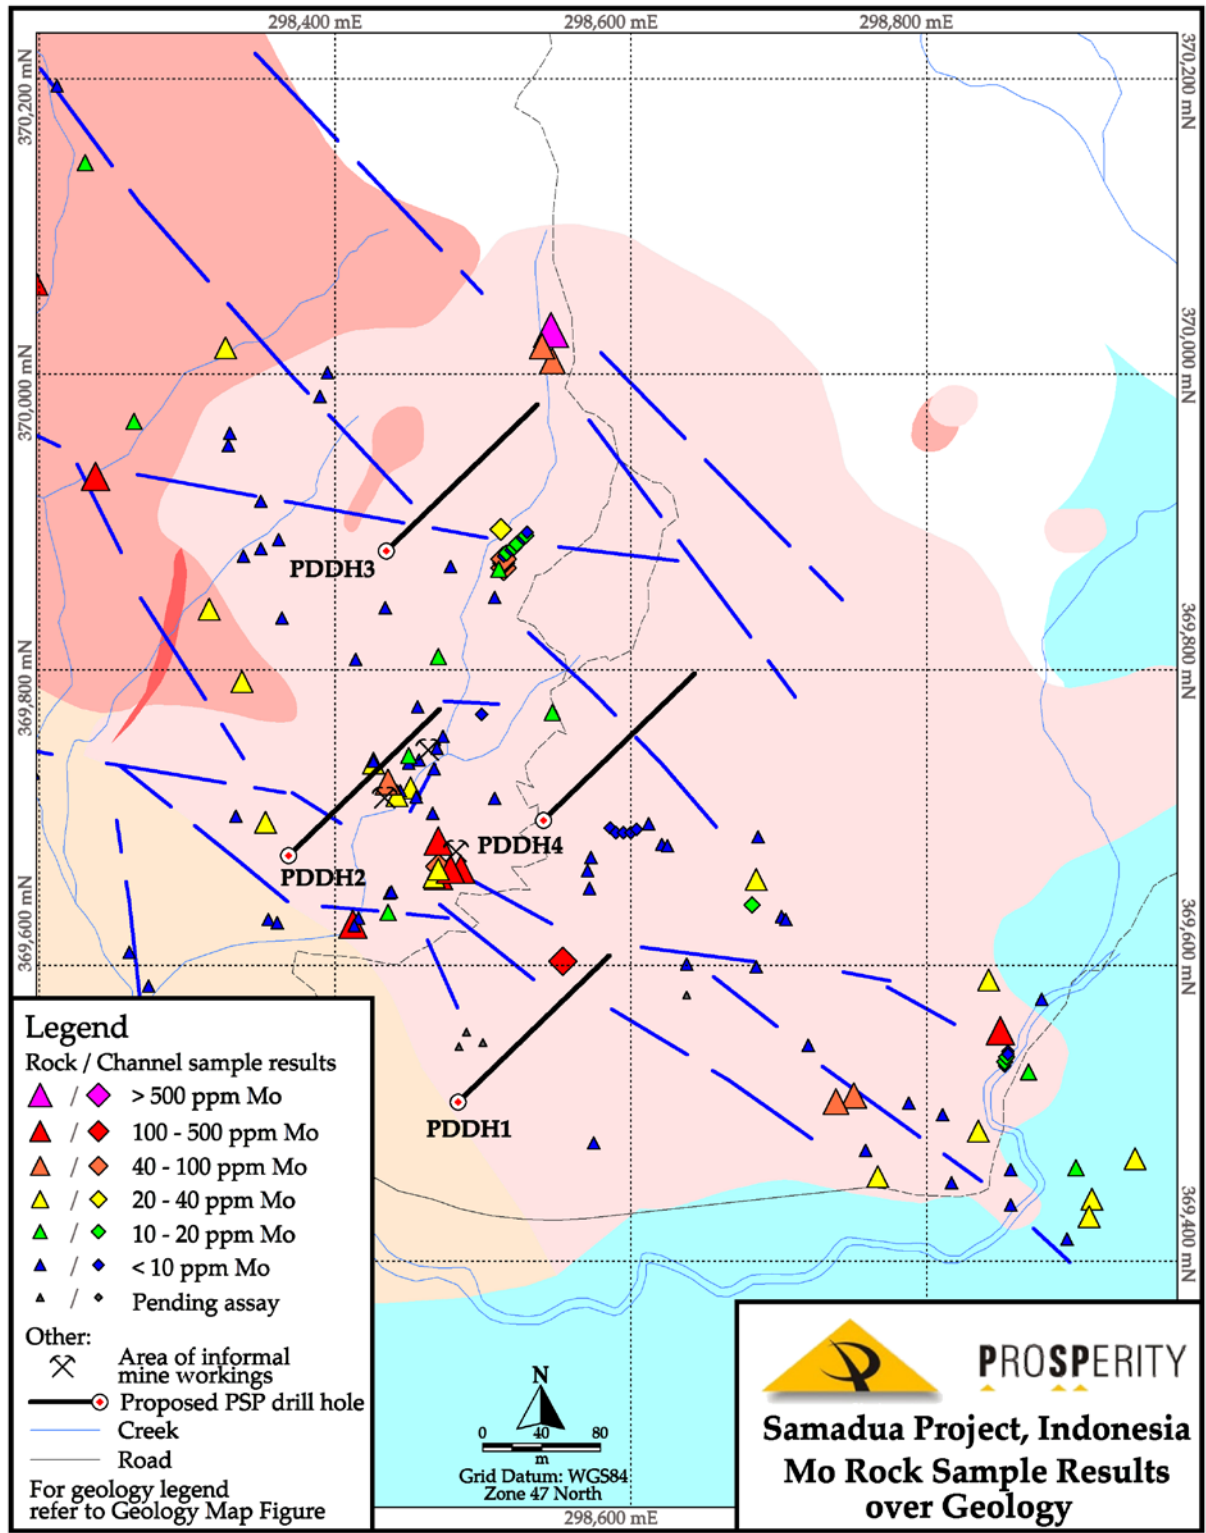 298,400 mE
298,600 mE
298,800 mE
370,200 mN
370,000 mN
369,800 mN
369,600 mN
370,200 mN
370,000 mN
369,800 mN
369,600 mN
369,400 mN
PDDH3
PDDH4
PDDH2
PDDH1
Legend
Rock / Channel sample results
/ > 500 ppm Mo
/ 100 - 500 ppm Mo
/ 40 - 100 ppm Mo
/ 20 - 40 ppm Mo
/ 10 - 20 ppm Mo
/ < 10 ppm Mo
/ Pending assay
Other:
Area of informal
mine workings
Proposed PSP drill hole
Creek
Road
For geology legend
refer to Geology Map Figure
N
0 40 80
m
Grid Datum: WGS84
Zone 47 North
298,600 mE
PROSPERITY
Samadua Project, Indonesia
Mo Rock Sample Results
over Geology